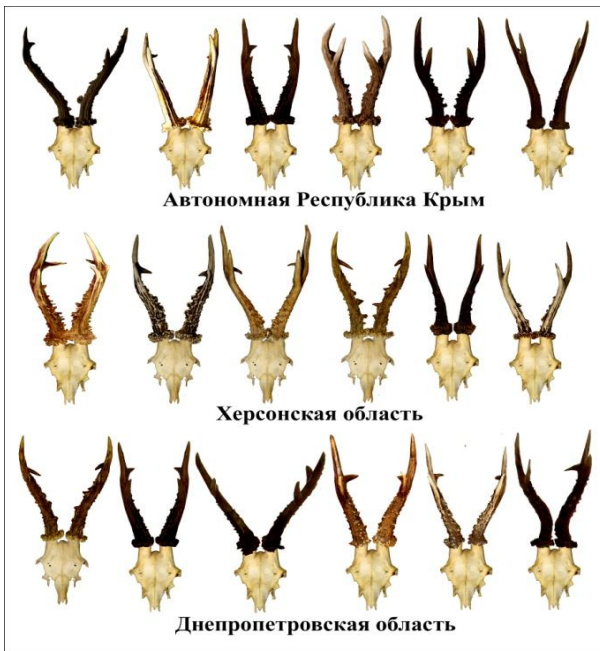 Автономная Республика Крым
Херсонская область
Днепропетровская область